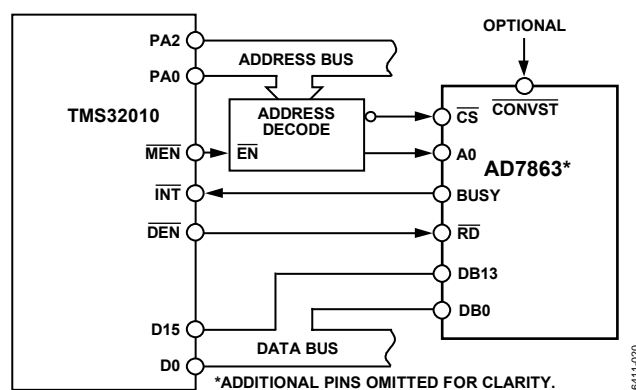 PA2
ADDRESS BUS
PA0
OPTIONAL
TMS32010
ADDRESS
DECODE
MEN
EN
CS
CONVST
A0
AD7863*
INT
BUSY
DEN
RD
DB13
DB0
D15
DATA BUS
D0
*ADDITIONAL PINS OMITTED FOR CLARITY.